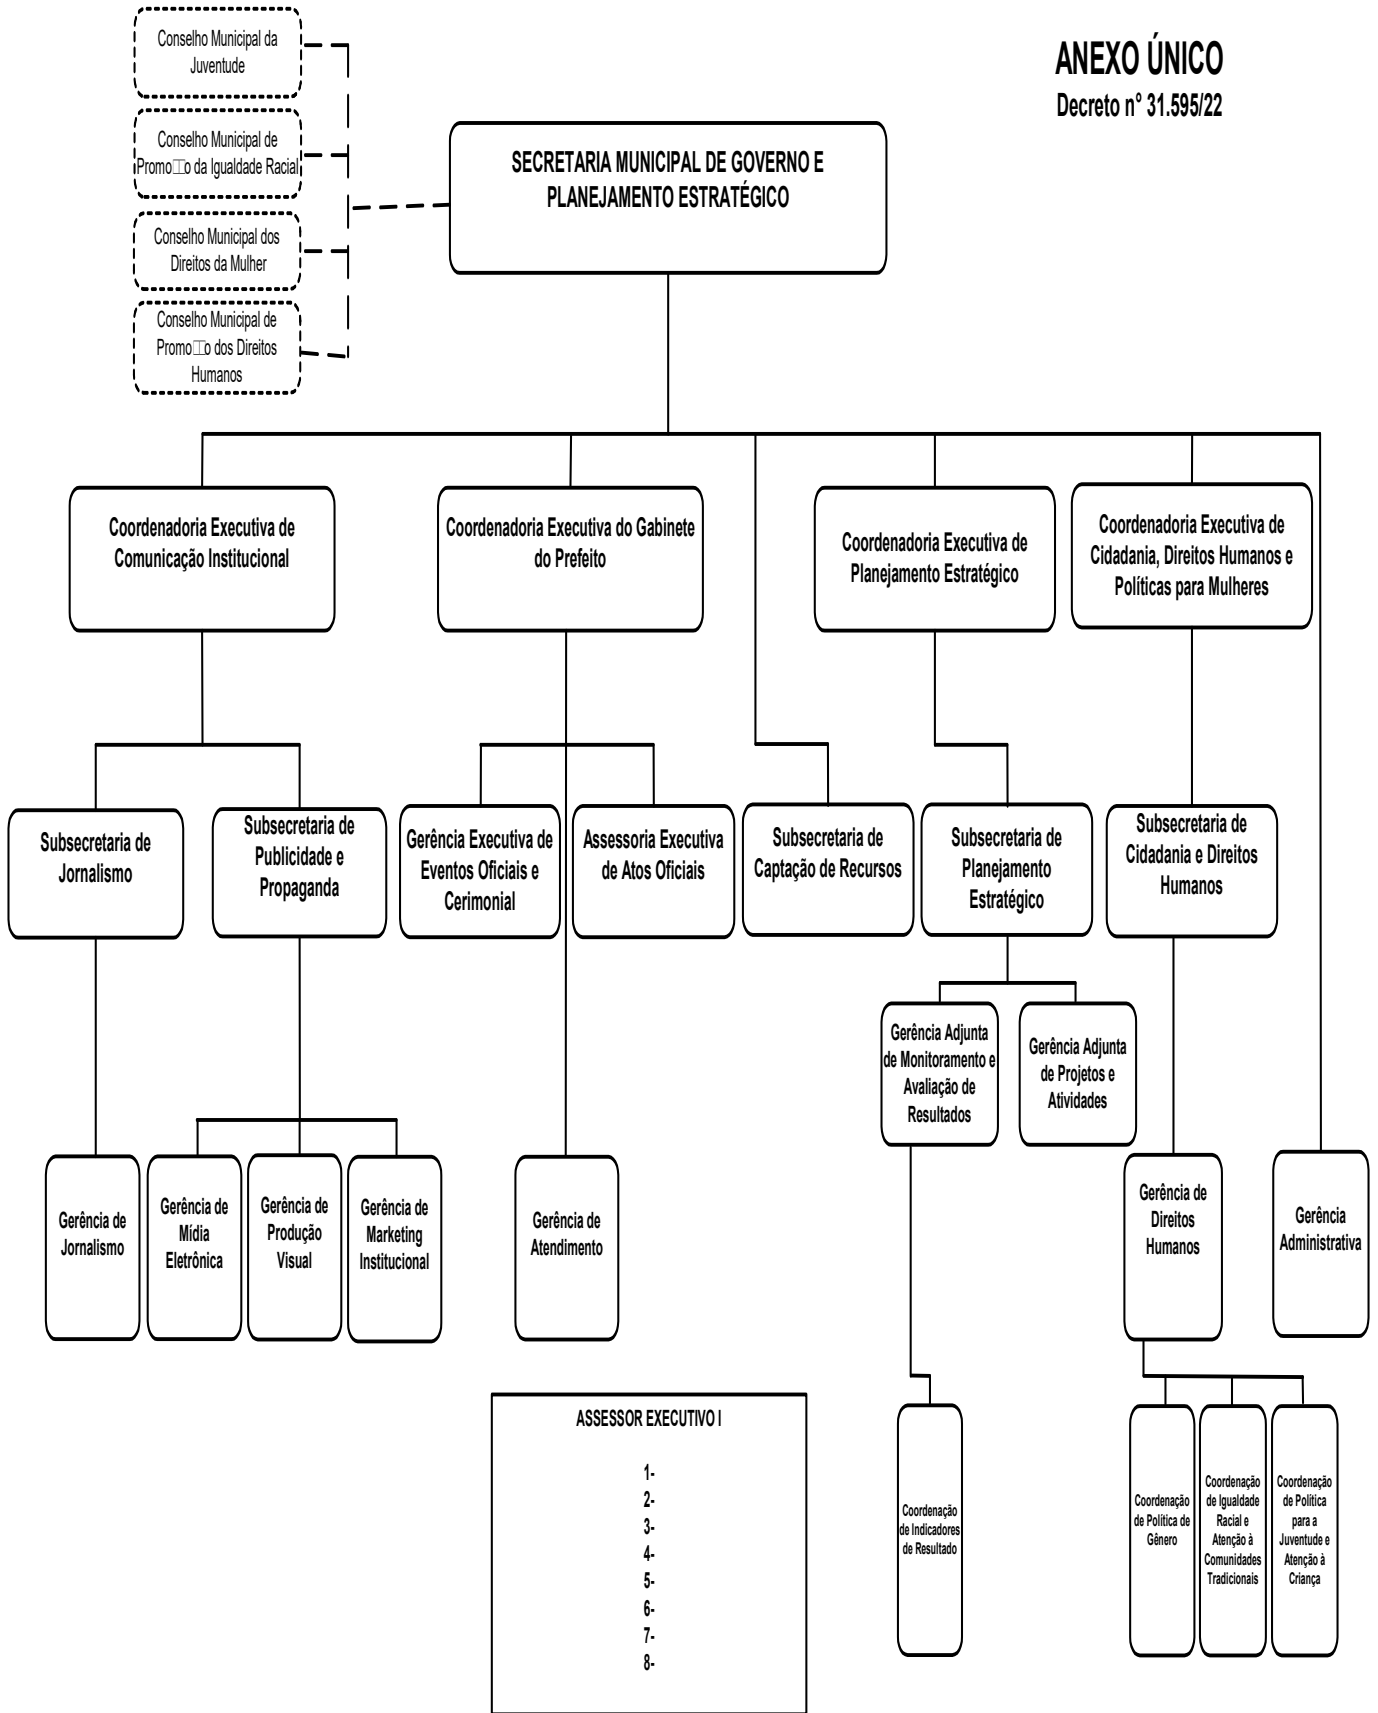 ANEXO ÚNICO
Decreto n° 31.595/22
Conselho Municipal da
Juventude
Conselho Municipal de
Promo□□o da Igualdade Racial
Conselho Municipal dos
Direitos da Mulher
Conselho Municipal de
Promo□□o dos Direitos
Humanos
SECRETARIA MUNICIPAL DE GOVERNO E
PLANEJAMENTO ESTRATÉGICO
Coordenadoria Executiva de
Comunicação Institucional
Coordenadoria Executiva do Gabinete
do Prefeito
Coordenadoria Executiva de
Planejamento Estratégico
Coordenadoria Executiva de
Cidadania, Direitos Humanos e
Políticas para Mulheres
Subsecretaria de
Jornalismo
Subsecretaria de
Publicidade e
Propaganda
Gerência Executiva de
Eventos Oficiais e
Cerimonial
Assessoria Executiva
de Atos Oficiais
Subsecretaria de
Captação de Recursos
Subsecretaria de
Planejamento
Estratégico
Subsecretaria de
Cidadania e Direitos
Humanos
Gerência Adjunta
de Monitoramento e
Avaliação de
Resultados
Gerência Adjunta
de Projetos e
Atividades
Gerência de
Jornalismo
Gerência de
Mídia
Eletrônica
Gerência de
Produção
Visual
Gerência de
Marketing
Institucional
Gerência de
Atendimento
Gerência de
Direitos
Humanos
Gerência
Administrativa
ASSESSOR EXECUTIVO I
1-
2-
3-
4-
5-
6-
7-
8-
Coordenação
de Indicadores
de Resultado
Coordenação
de Política de
Gênero
Coordenação
de Igualdade
Racial e
Atenção à
Comunidades
Tradicionais
Coordenação
de Política
para a
Juventude e
Atenção à
Criança